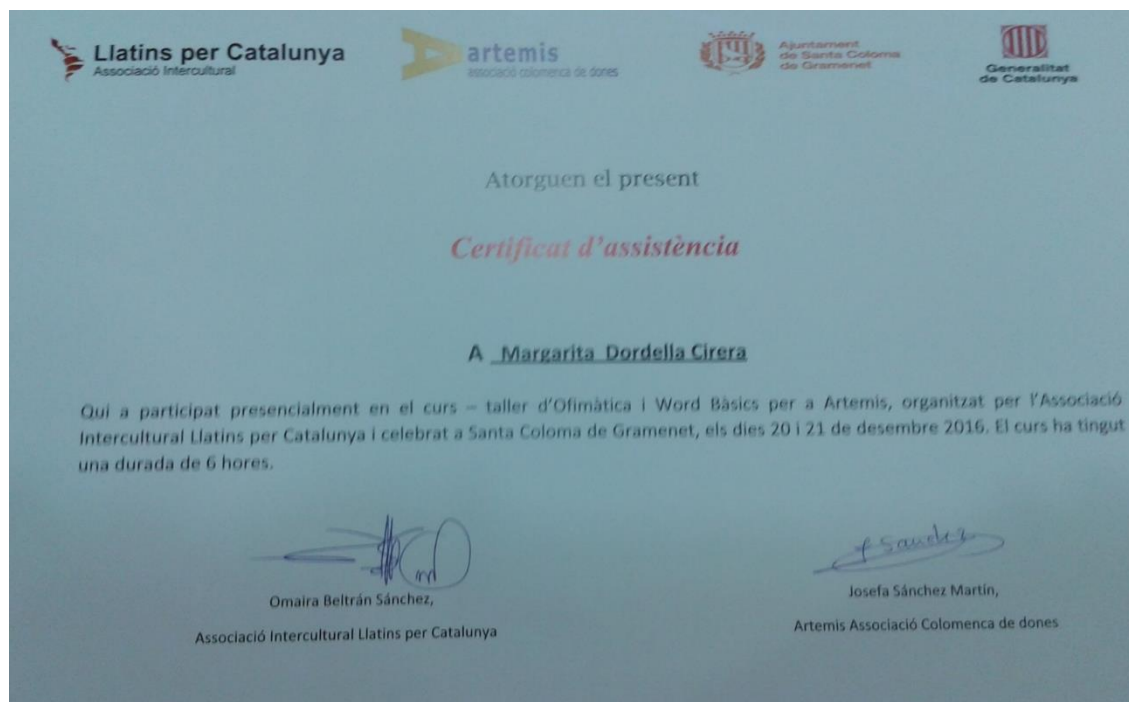 Llatins per Catalunya
Associació Intercultural
artemis
associació colomenca de dones
Ajuntament
de Santa Coloma
de Gramenet
Generalitat
de Catalunya
Atorguen el present
Certificat d'assistència
A Margarita Dordella Cirera
Qui a participat presencialment en el curs – taller d'Ofimàtica i Word Bàsics per a Artemis, organitzat per l'Associació
Intercultural Llatins per Catalunya i celebrat a Santa Coloma de Gramenet, els dies 20 i 21 de desembre 2016. El curs ha tingut
una durada de 6 hores.
Sanchez
Omaira Beltrán Sánchez,
Josefa Sánchez Martín,
Associació Intercultural Llatins per Catalunya
Artemis Associació Colomenca de dones